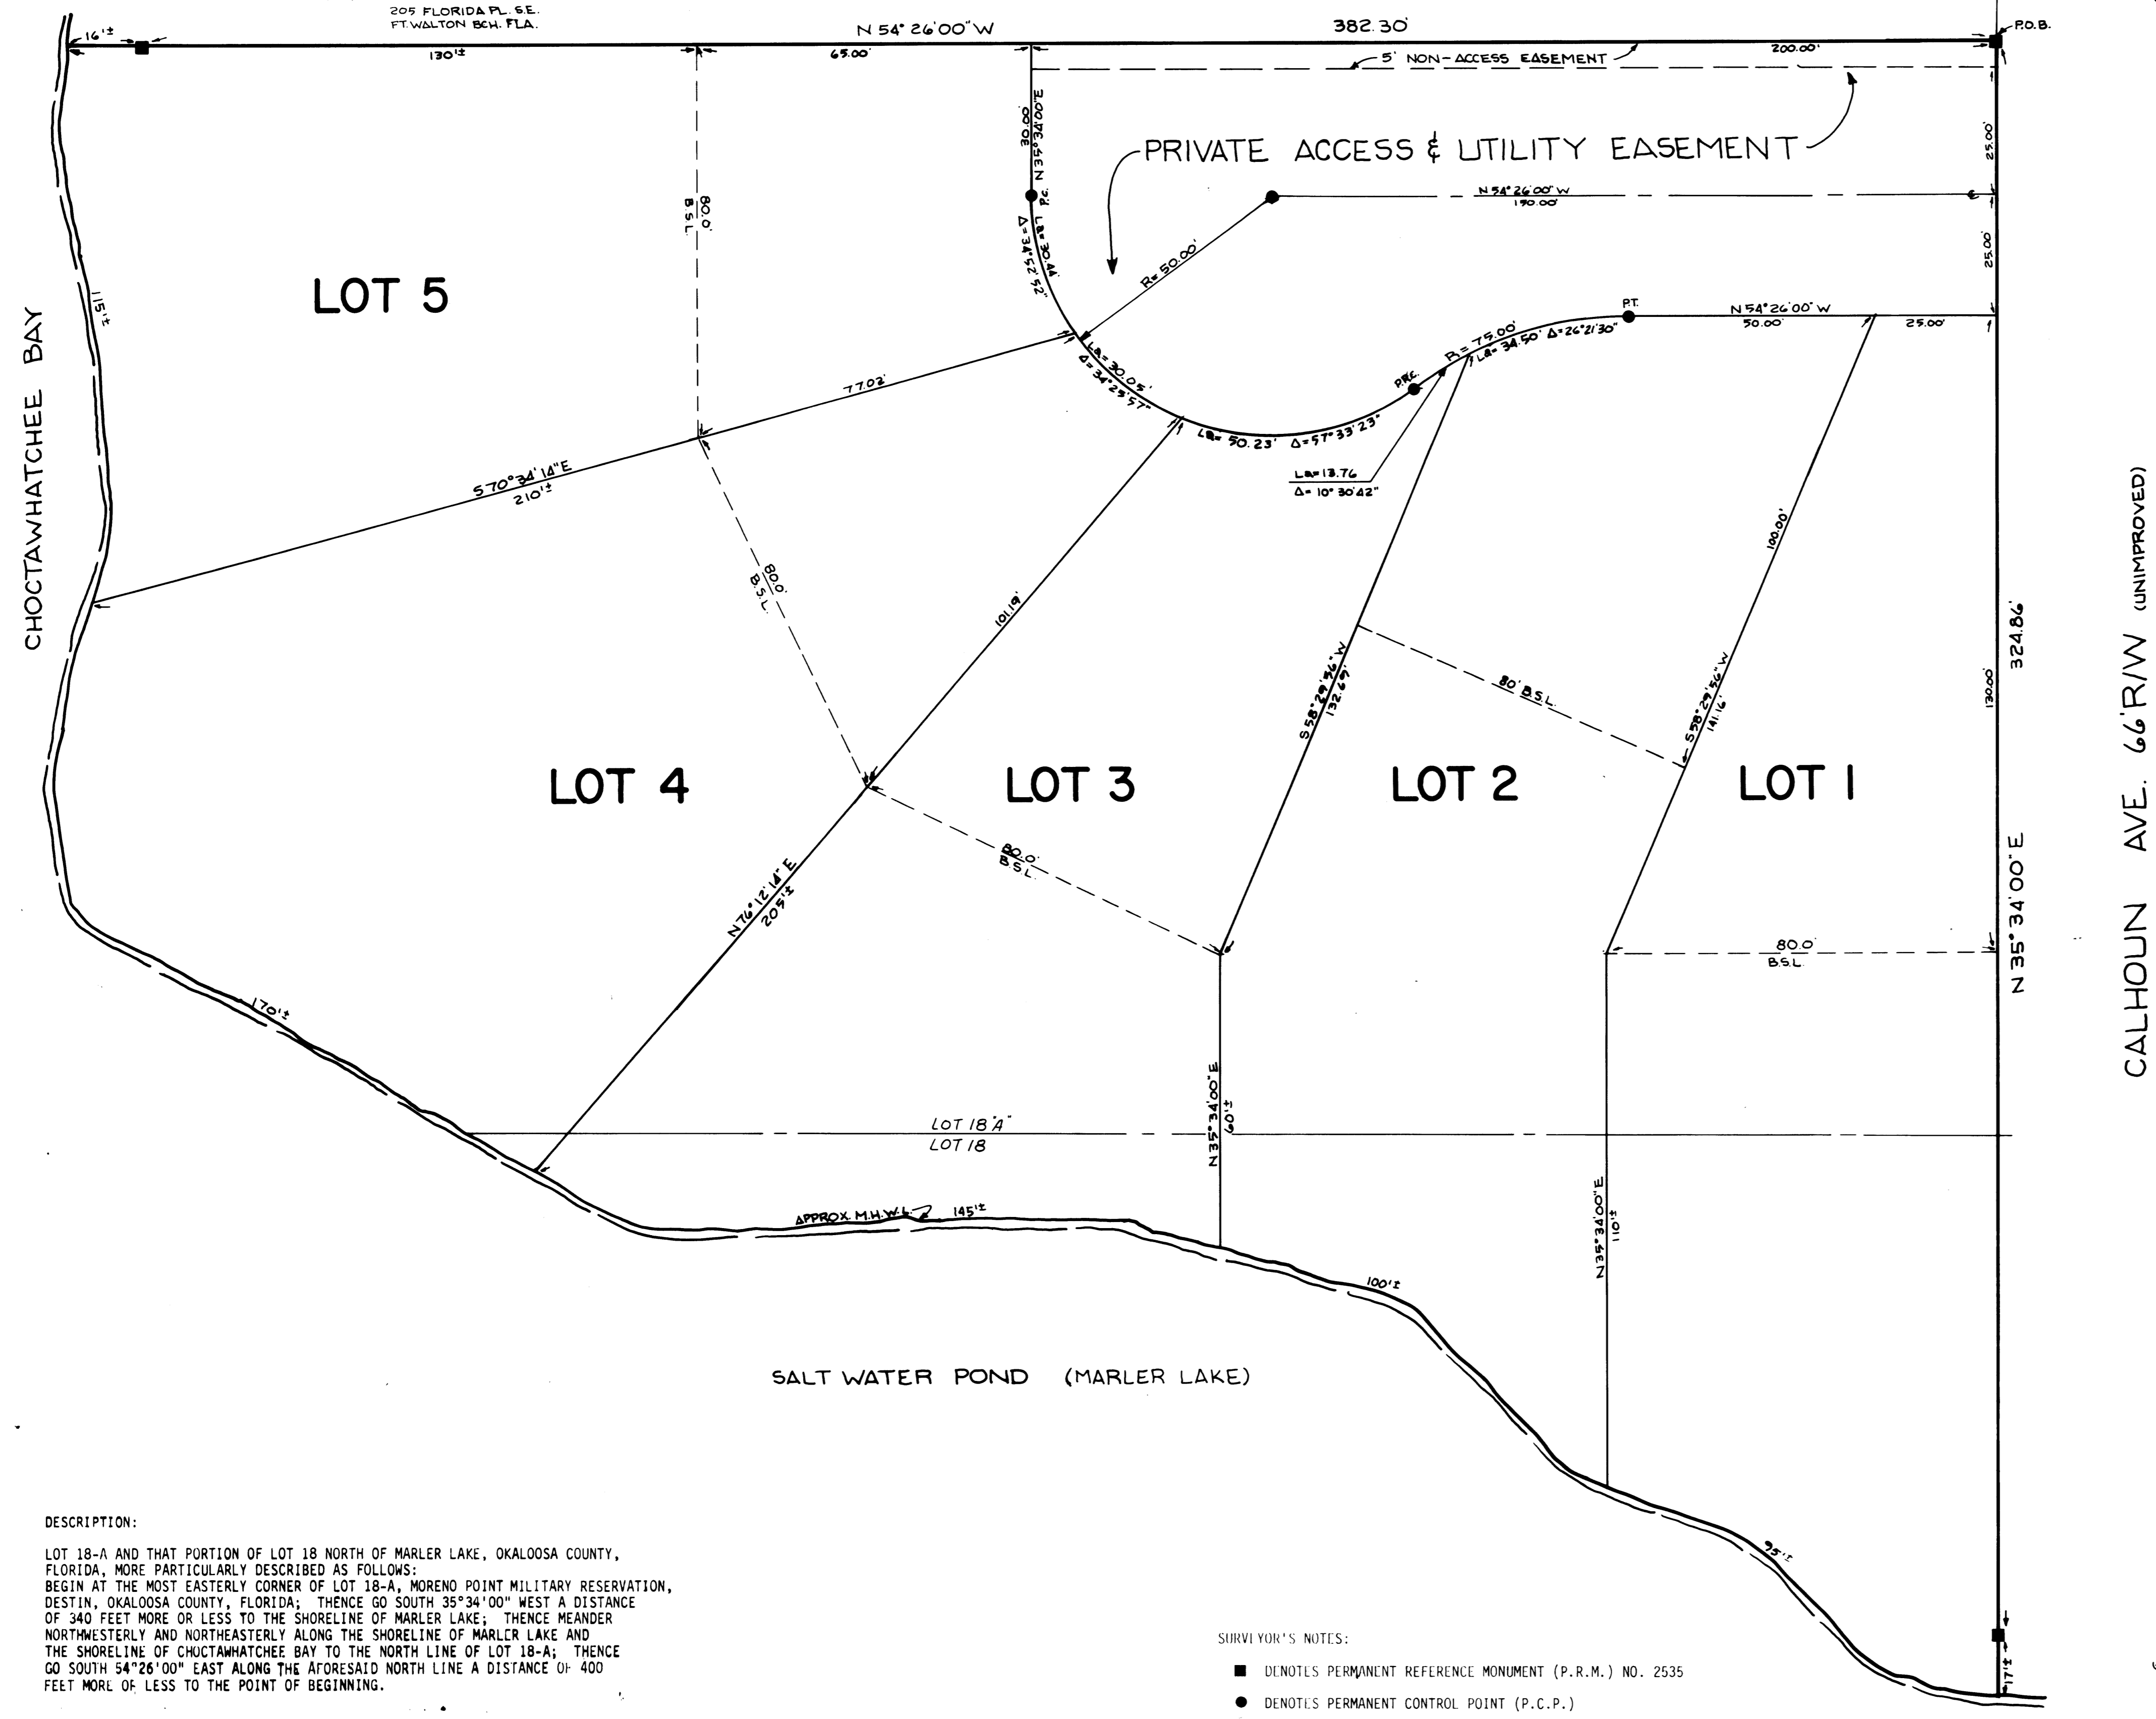 205 FLORIDA PL. S.E.
FT. WALTON BCH. FLA.
N 54° 26' 00" W
382.30'
P.O.B.
16'±
130'±
65.00'
200.00'
5' NON-ACCESS EASEMENT
30.00'
N 35° 34' 00" E
P.C.
25.00'
PRIVATE ACCESS & UTILITY EASEMENT
80.0'
B.S.L.
N 54° 26' 00" W
190.00'
La= 30.44'
Δ= 34° 52' 52"
R= 50.00'
25.00'
LOT 5
115'±
CHOCTAWHATCHEE BAY
P.T.
N 54° 26' 00" W
50.00'
25.00'
R= 75.00'
La= 34.50' Δ=26°21'30"
La= 30.05'
Δ= 34° 25' 57"
77.02'
P.R.C.
La= 50.23' Δ=57°33'23"
La=13.76
Δ= 10° 30' 42"
S 70° 34' 14" E
210'±
100.00'
80.0'
B.S.L.
101.19'
324.86'
130.00'
CALHOUN AVE. 66' R/W (UNIMPROVED)
S 58° 29' 56" W
132.69'
80' B.S.L.
S 58° 29' 56" W
141.16'
LOT 4
LOT 3
LOT 2
LOT 1
80.0'
B.S.L.
N 76° 12' 14" E
205'±
80.0'
B.S.L.
N 35° 34' 00" E
170'±
N 35° 34' 00" E
60'±
LOT 18 "A"
LOT 18
N 35° 34' 00" E
110'±
APPROX. M.H.W.L.
145'±
100'±
SALT WATER POND (MARLER LAKE)
95'±
17'±
DESCRIPTION:
LOT 18-A AND THAT PORTION OF LOT 18 NORTH OF MARLER LAKE, OKALOOSA COUNTY,
FLORIDA, MORE PARTICULARLY DESCRIBED AS FOLLOWS:
BEGIN AT THE MOST EASTERLY CORNER OF LOT 18-A, MORENO POINT MILITARY RESERVATION,
DESTIN, OKALOOSA COUNTY, FLORIDA; THENCE GO SOUTH 35°34'00" WEST A DISTANCE
OF 340 FEET MORE OR LESS TO THE SHORELINE OF MARLER LAKE; THENCE MEANDER
NORTHWESTERLY AND NORTHEASTERLY ALONG THE SHORELINE OF MARLER LAKE AND
THE SHORELINE OF CHOCTAWHATCHEE BAY TO THE NORTH LINE OF LOT 18-A; THENCE
GO SOUTH 54°26'00" EAST ALONG THE AFORESAID NORTH LINE A DISTANCE OF 400
FEET MORE OR LESS TO THE POINT OF BEGINNING.
SURVEYOR'S NOTES:
DENOTES PERMANENT REFERENCE MONUMENT (P.R.M.) NO. 2535
DENOTES PERMANENT CONTROL POINT (P.C.P.)